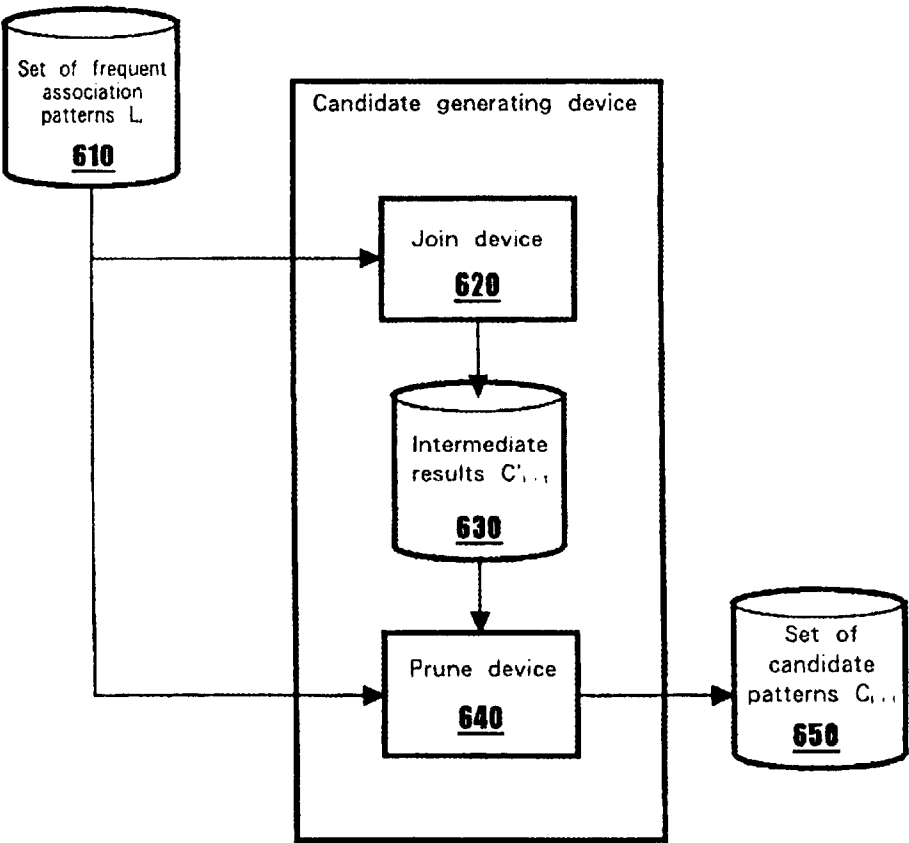 Set of frequent
association
patterns L
610
Candidate generating device
Join device
620
Intermediate
results C'
630
Prune device
640
Set of
candidate
patterns C
650